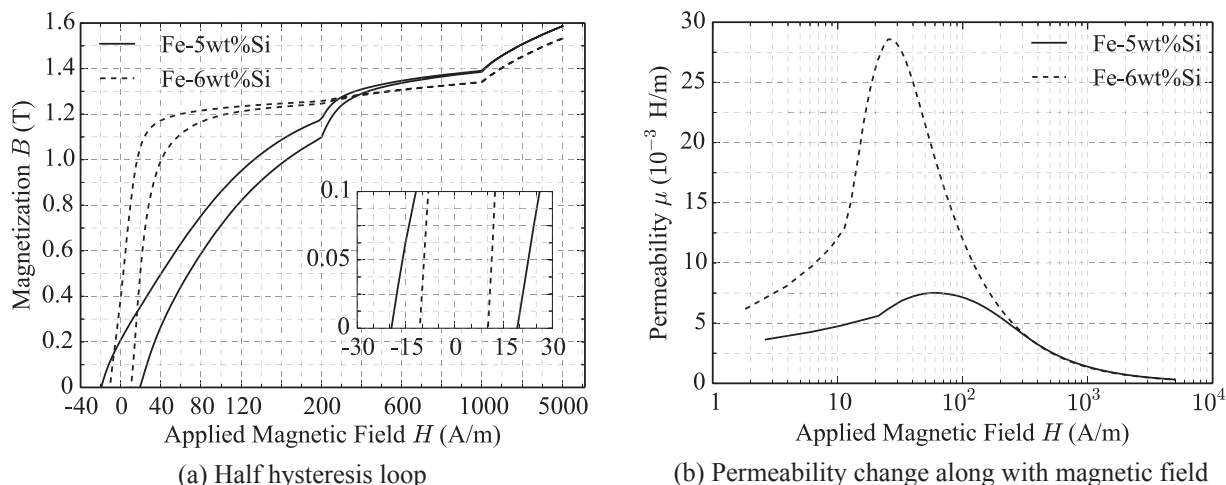 1.6
1.4
1.2
1.0
0.8
0.6
0.4
0.2
0
Magnetization B (T)
Fe-5wt%Si
Fe-6wt%Si
0.1
0.05
0
-30 -15 0 15 30
-40 0 40 80 120 200 600 1000 5000
Applied Magnetic Field H (A/m)
(a) Half hysteresis loop
30
25
20
15
10
5
0
Permeability μ (10⁻³ H/m)
Fe-5wt%Si
Fe-6wt%Si
1 10 10² 10³ 10⁴
Applied Magnetic Field H (A/m)
(b) Permeability change along with magnetic field